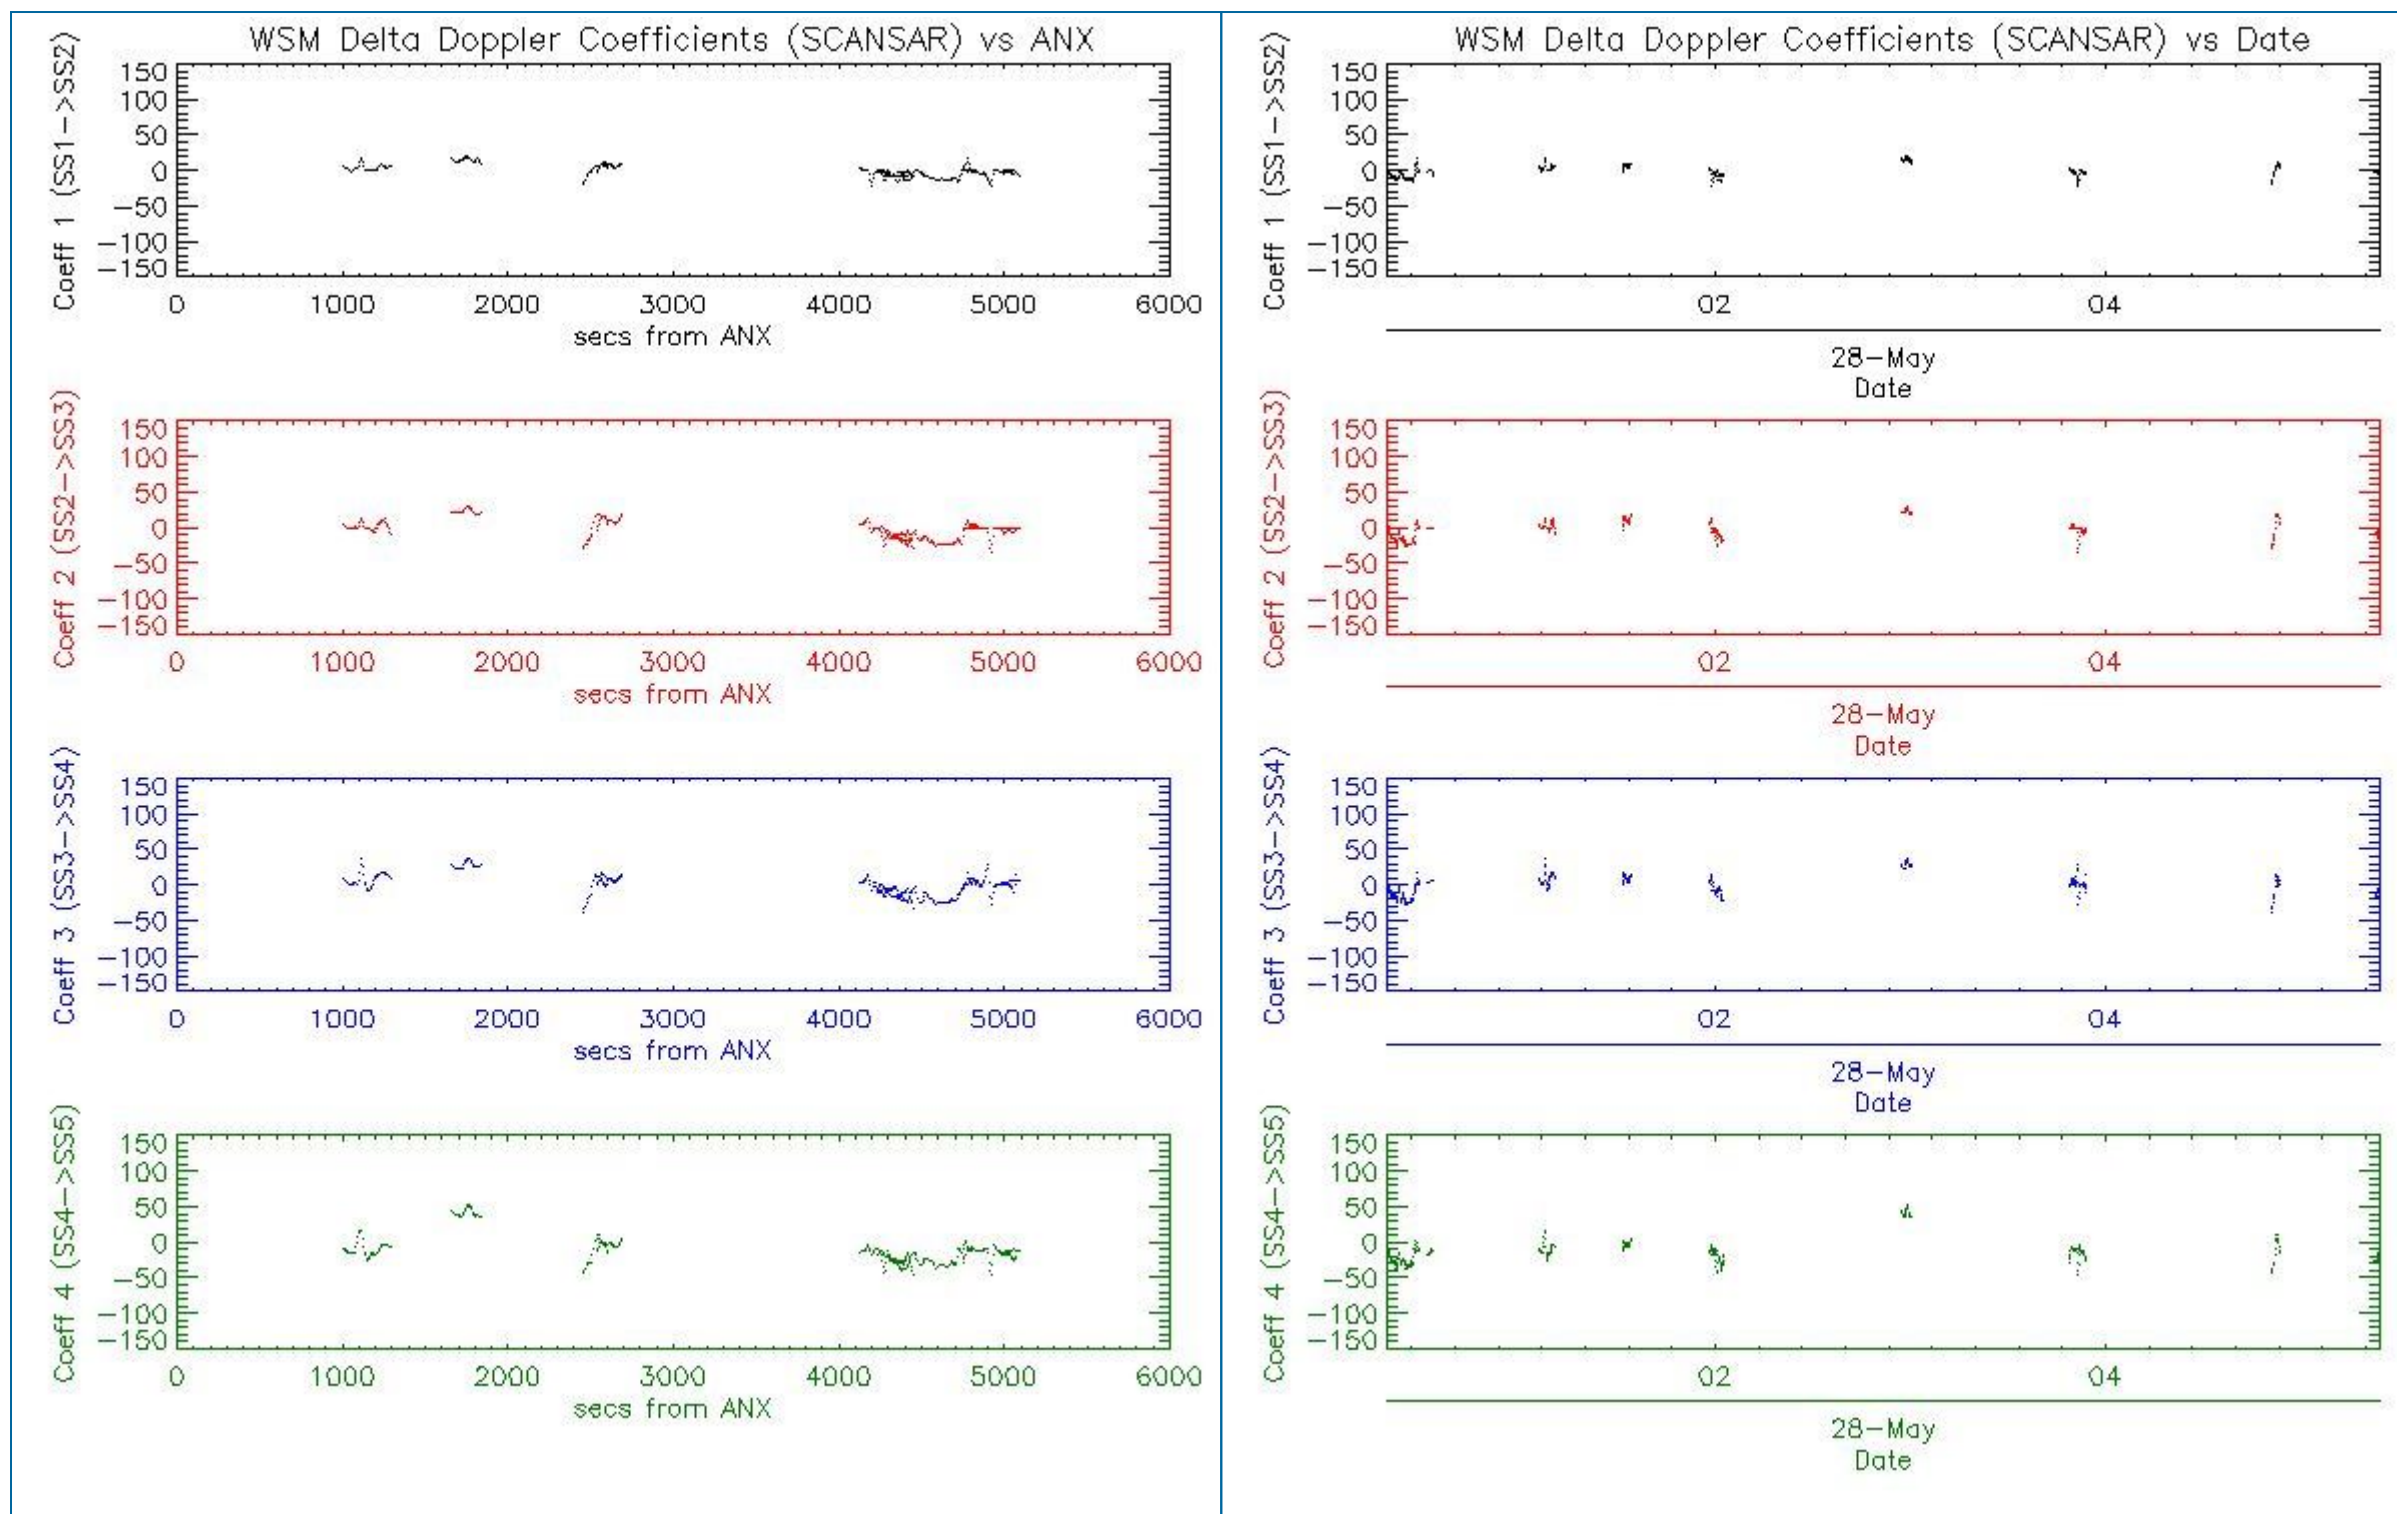 WSM Delta Doppler Coefficients (SCANSAR) vs ANX
Coeff 1 (SS1->SS2)
150
100
50
0
-50
-100
-150
0 1000 2000 3000 4000 5000 6000
secs from ANX
Coeff 2 (SS2->SS3)
150
100
50
0
-50
-100
-150
0 1000 2000 3000 4000 5000 6000
secs from ANX
Coeff 3 (SS3->SS4)
150
100
50
0
-50
-100
-150
0 1000 2000 3000 4000 5000 6000
secs from ANX
Coeff 4 (SS4->SS5)
150
100
50
0
-50
-100
-150
0 1000 2000 3000 4000 5000 6000
secs from ANX
WSM Delta Doppler Coefficients (SCANSAR) vs Date
Coeff 1 (SS1->SS2)
150
100
50
0
-50
-100
-150
02 04
28-May
Date
Coeff 2 (SS2->SS3)
150
100
50
0
-50
-100
-150
02 04
28-May
Date
Coeff 3 (SS3->SS4)
150
100
50
0
-50
-100
-150
02 04
28-May
Date
Coeff 4 (SS4->SS5)
150
100
50
0
-50
-100
-150
02 04
28-May
Date